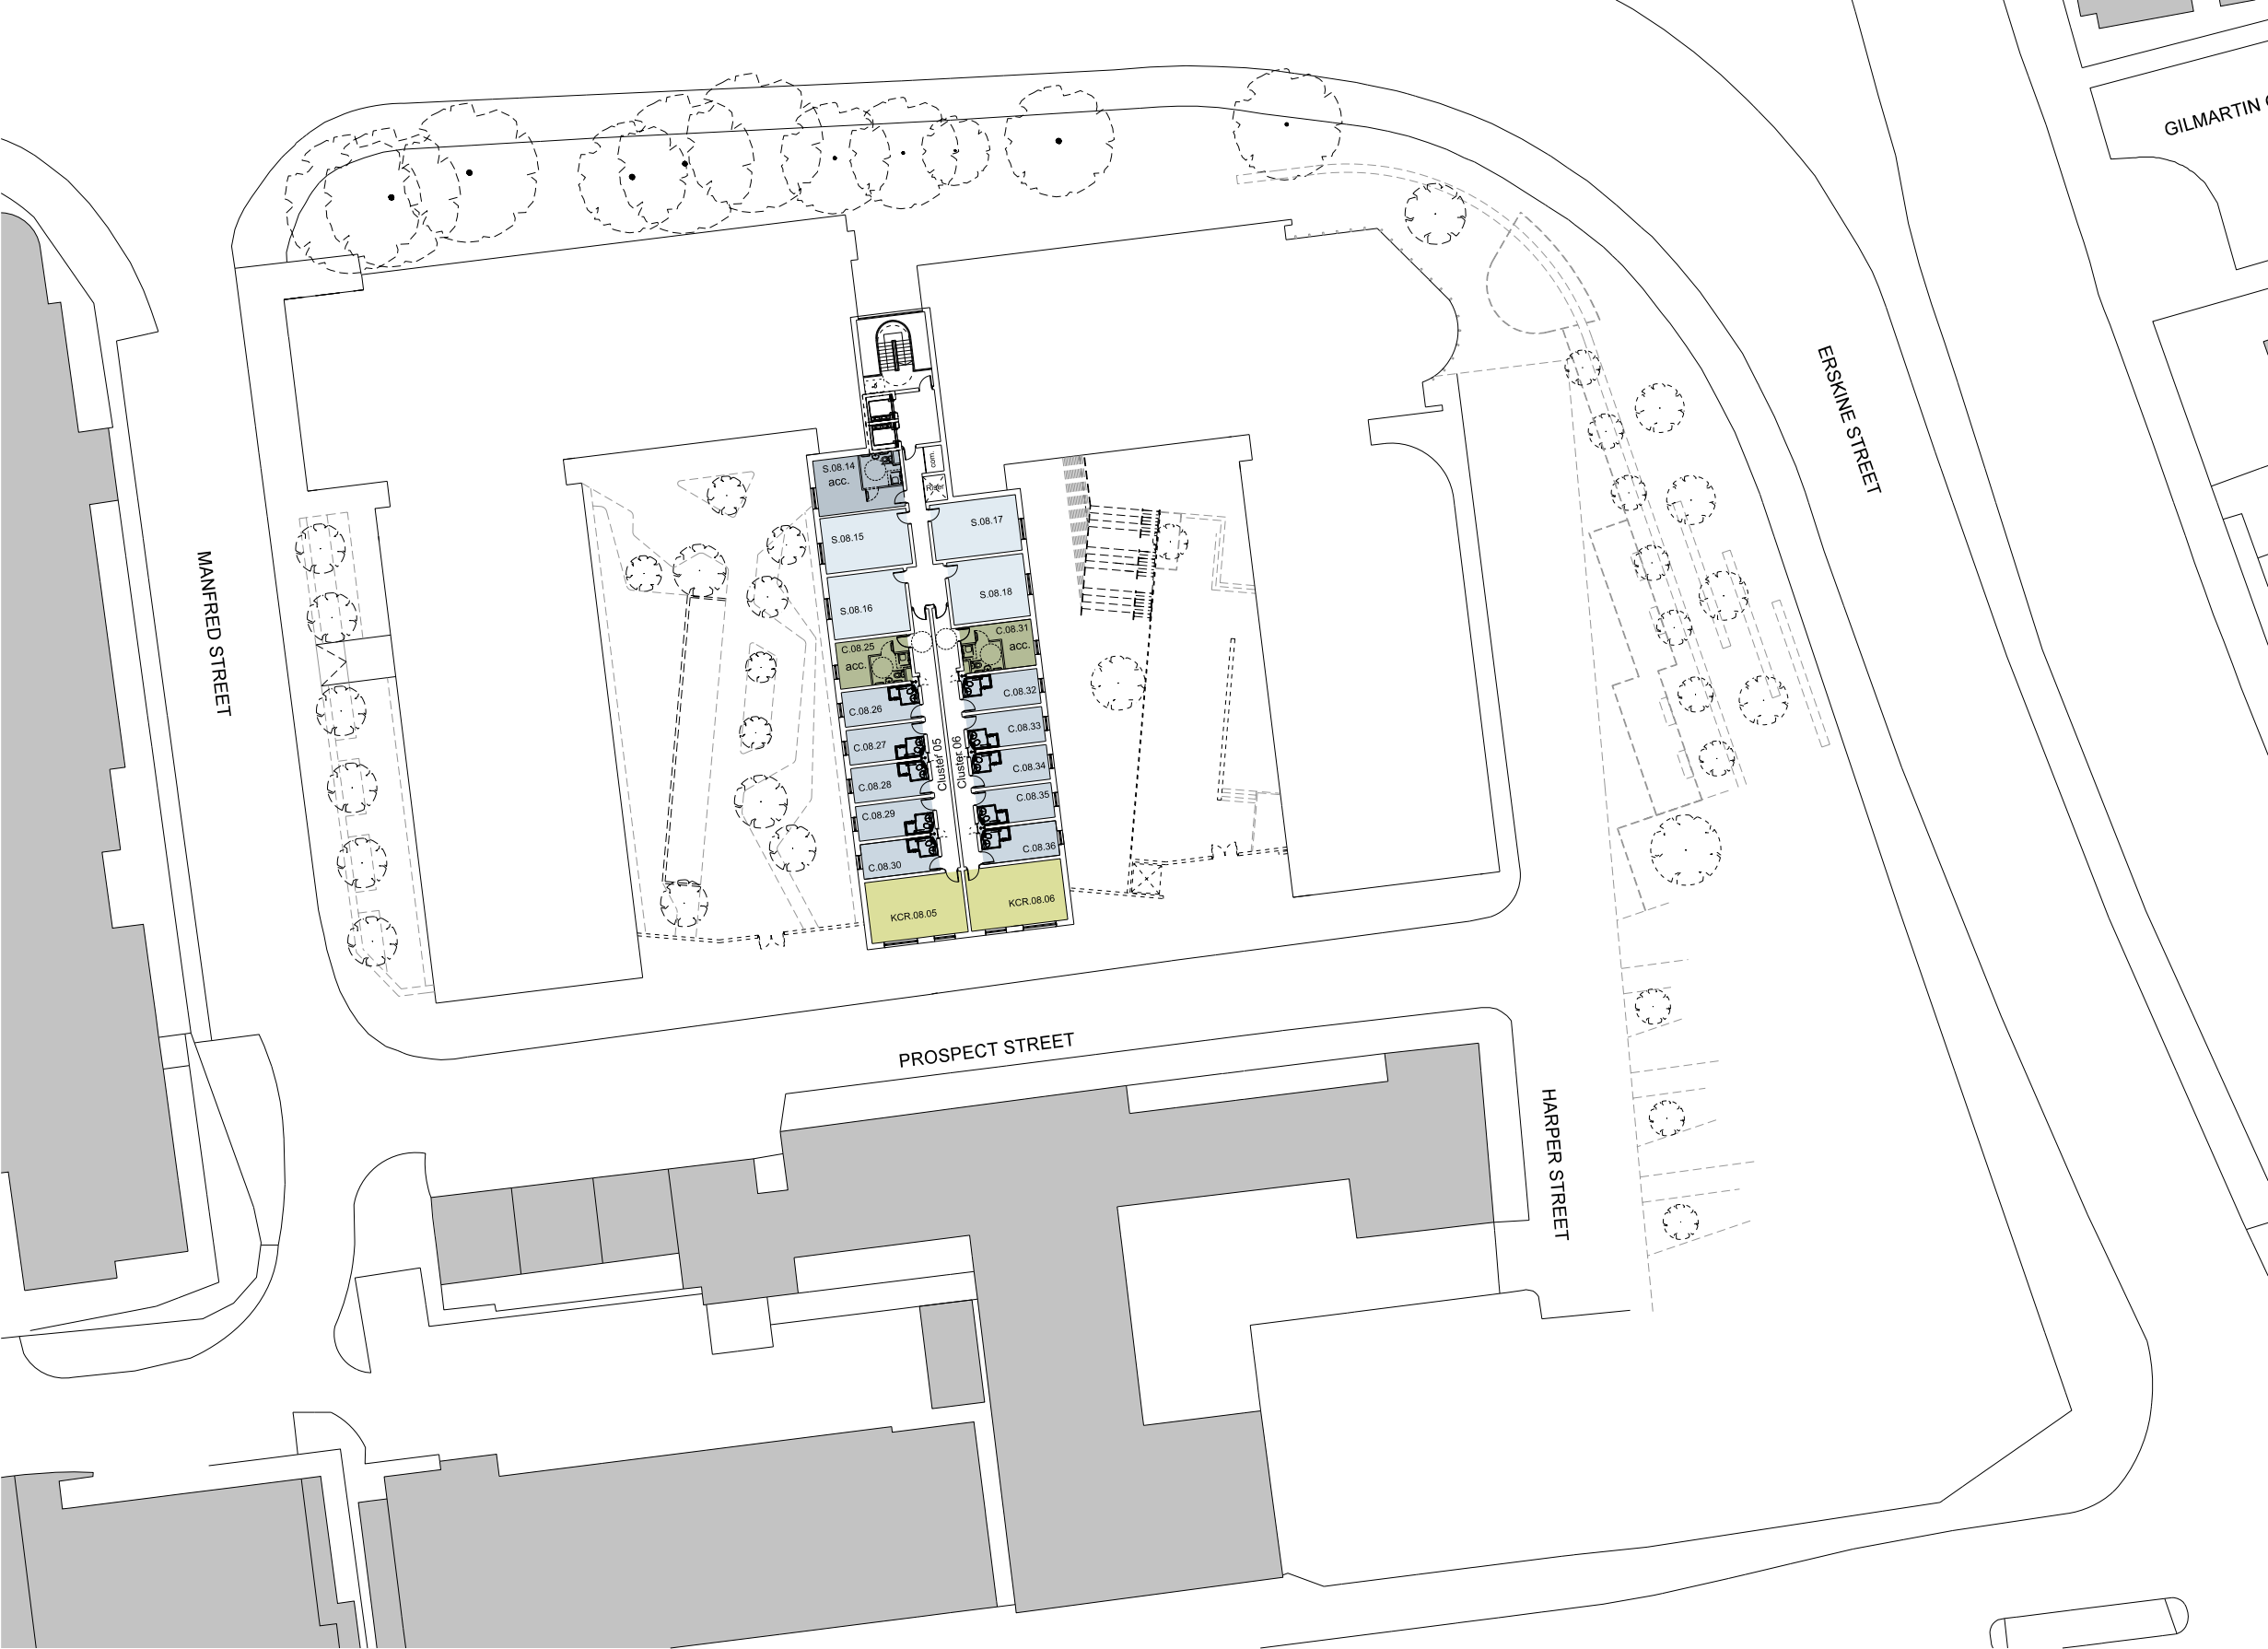 GILMARTIN
ERSKINE STREET
MANFRED STREET
S.08.14
acc.
com.
Riser
S.08.15
S.08.17
S.08.16
S.08.18
C.08.25
acc.
C.08.31
acc.
C.08.26
C.08.32
C.08.27
C.08.33
C.08.28
C.08.34
C.08.29
C.08.35
C.08.30
C.08.36
Cluster 05
Cluster 06
KCR.08.05
KCR.08.06
PROSPECT STREET
HARPER STREET